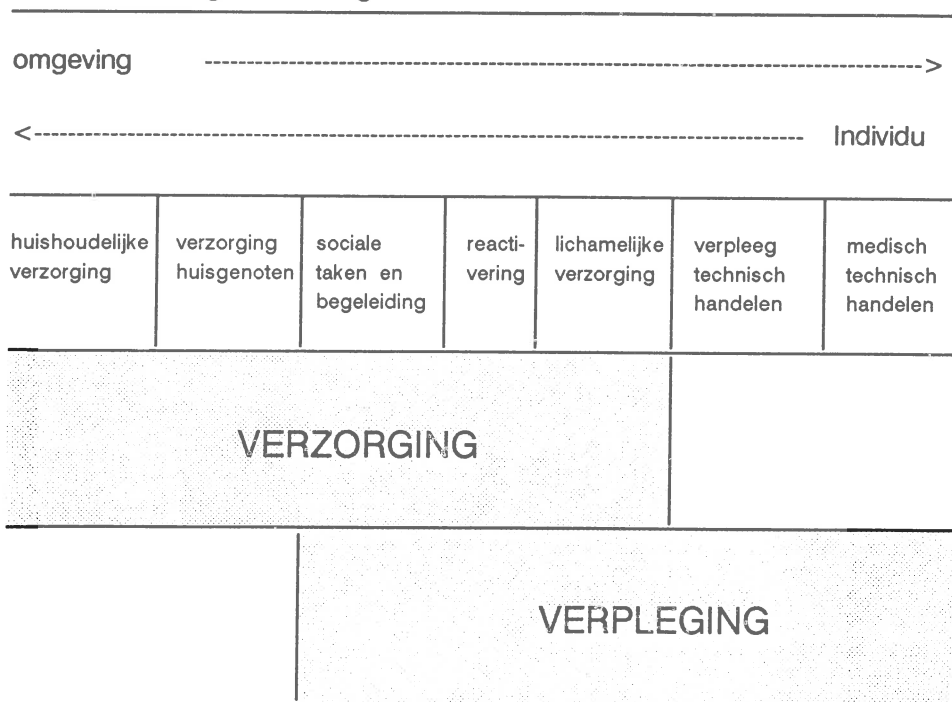 omgeving ------------------------------------------------------------>
<------------------------------------------------------------ Individu
huishoudelijke
verzorging
verzorging
huisgenoten
sociale
taken en
begeleiding
reacti-
vering
lichamelijke
verzorging
verpleeg
technisch
handelen
medisch
technisch
handelen
VERZORGING
VERPLEGING